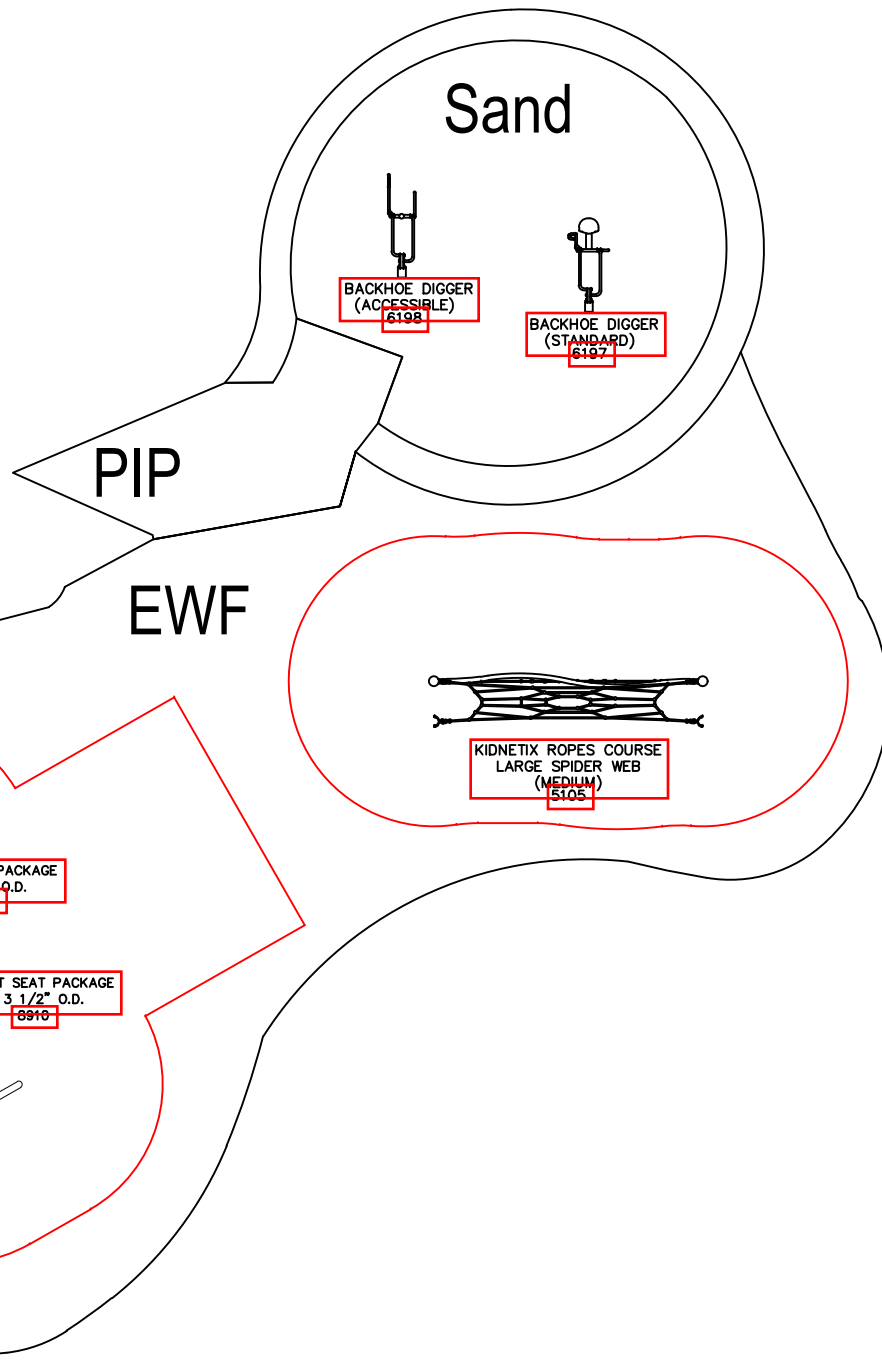 Sand
BACKHOE DIGGER
(ACCESSIBLE)
6198
BACKHOE DIGGER
(STANDARD)
6197
PIP
EWF
KIDNETIX ROPES COURSE
LARGE SPIDER WEB
(MEDIUM)
5105
PACKAGE
O.D.
T SEAT PACKAGE
3 1/2" O.D.
8910